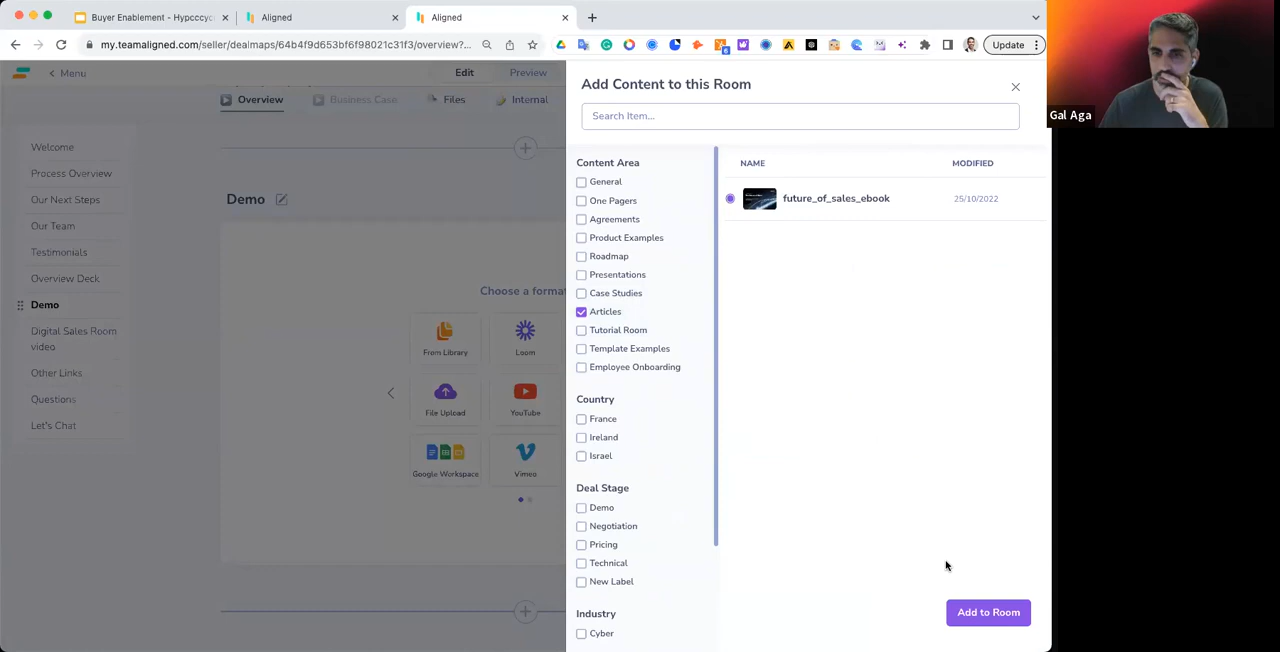 Buyer Enablement - Hypcccyc
Aligned
Aligned
my.teamaligned.com/seller/dealmaps/64b4f9d653bf6f98021c31f3/overview?...
Update
Gal Aga
Menu
Edit
Preview
Overview
Business Case
Files
Internal
Welcome
Process Overview
Our Next Steps
Our Team
Testimonials
Overview Deck
Demo
Digital Sales Room
video
Other Links
Questions
Let's Chat
Demo
Choose a forma
From Library
Loom
File Upload
YouTube
Google Workspace
Vimeo
Add Content to this Room
Search Item...
Content Area
General
One Pagers
Agreements
Product Examples
Roadmap
Presentations
Case Studies
Articles
Tutorial Room
Template Examples
Employee Onboarding
Country
France
Ireland
Israel
Deal Stage
Demo
Negotiation
Pricing
Technical
New Label
Industry
Cyber
NAME
MODIFIED
future_of_sales_ebook
25/10/2022
Add to Room